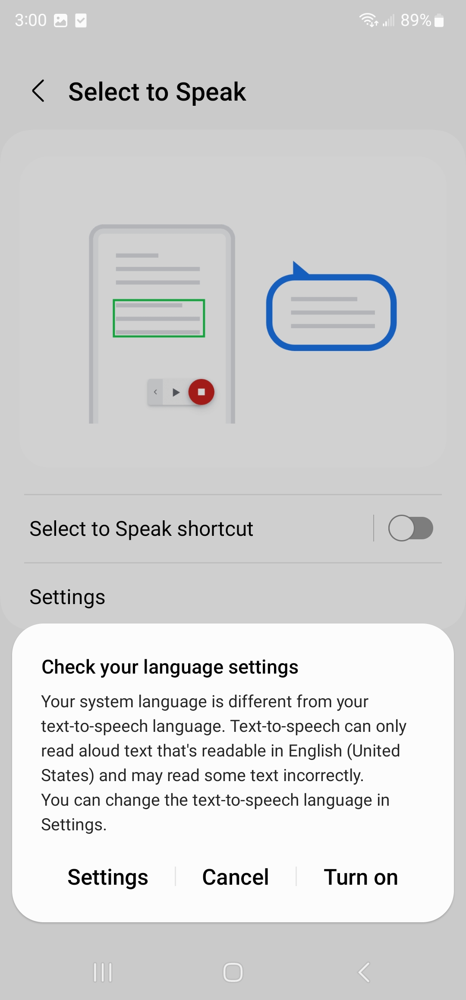 3:00
89%
Select to Speak
Select to Speak shortcut
Settings
Check your language settings
Your system language is different from your
text-to-speech language. Text-to-speech can only
read aloud text that's readable in English (United
States) and may read some text incorrectly.
You can change the text-to-speech language in
Settings.
Settings
Cancel
Turn on